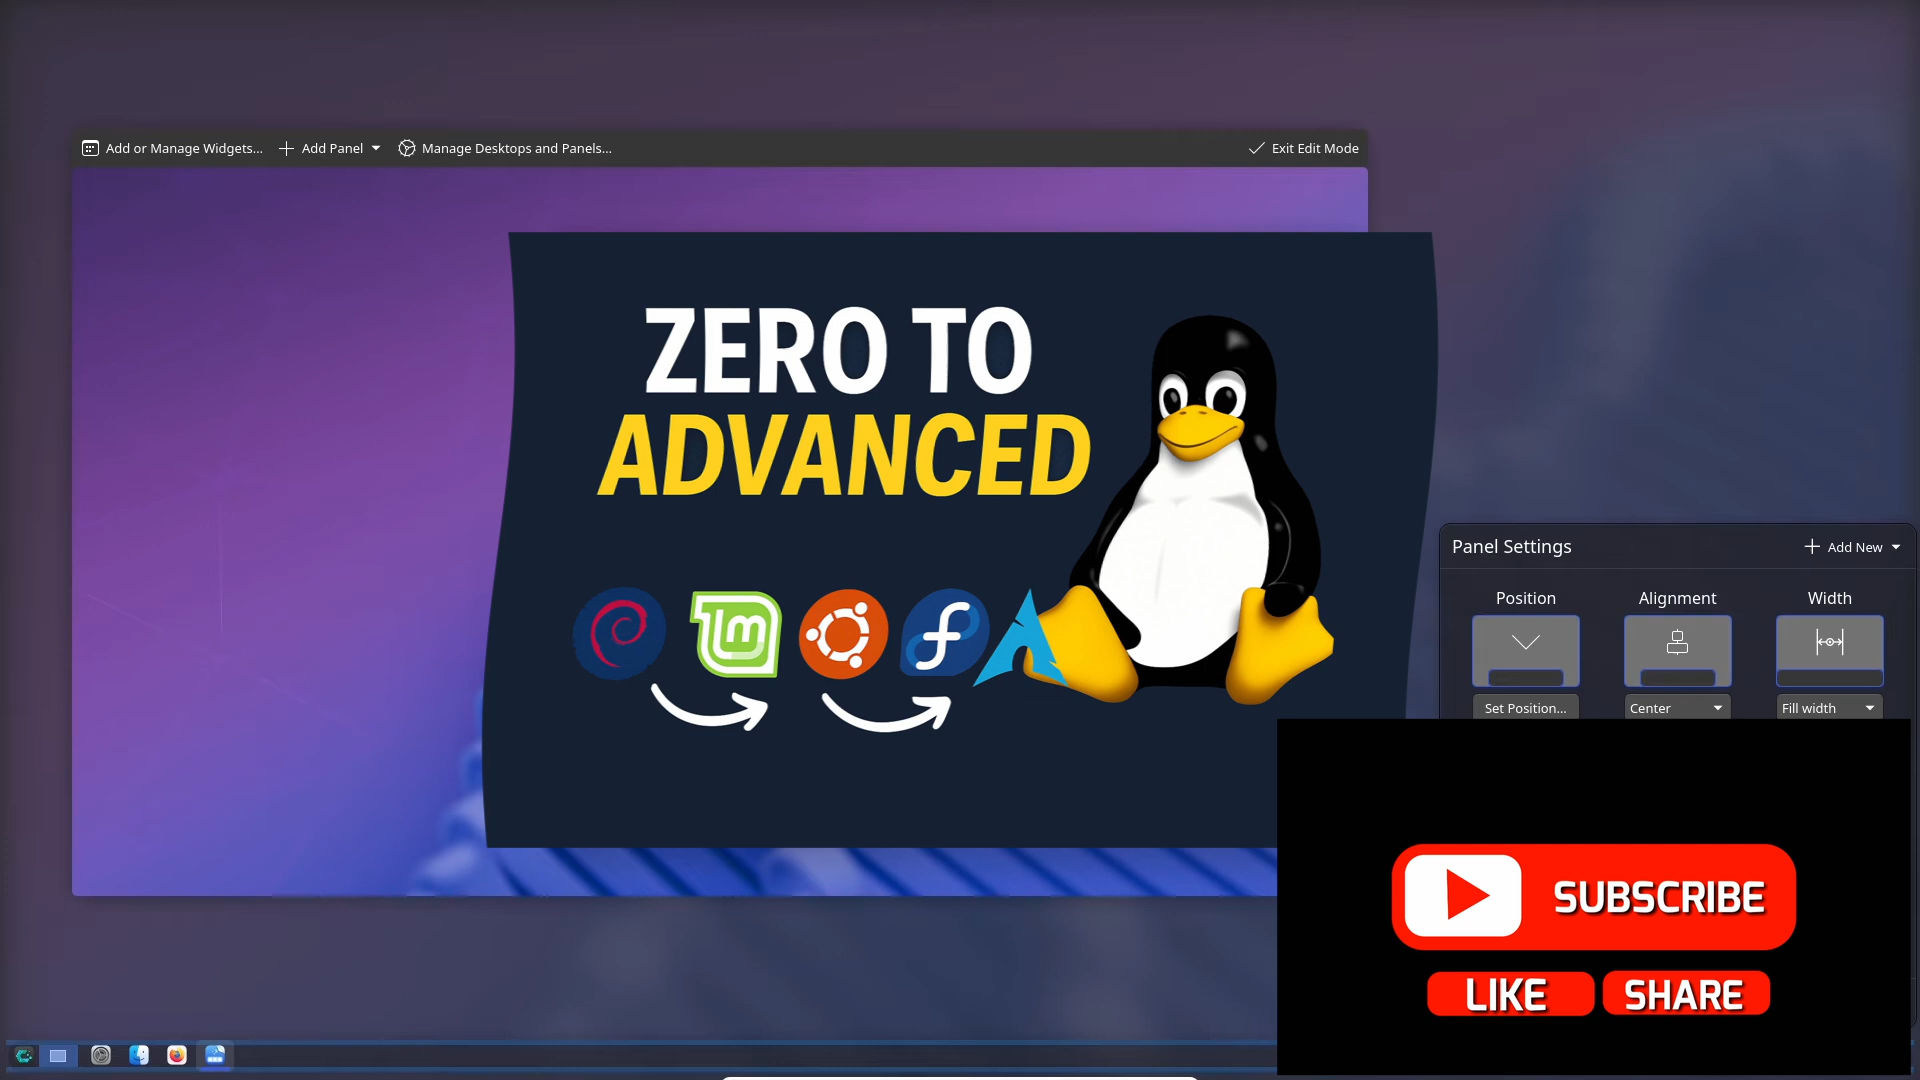 Add or Manage Widgets...
Add Panel
Manage Desktops and Panels...
Exit Edit Mode
ZERO TO
ADVANCED
lm
Panel Settings
Add New
Position
Alignment
Width
Set Position...
Center
Fill width
SUBSCRIBE
LIKE
SHARE